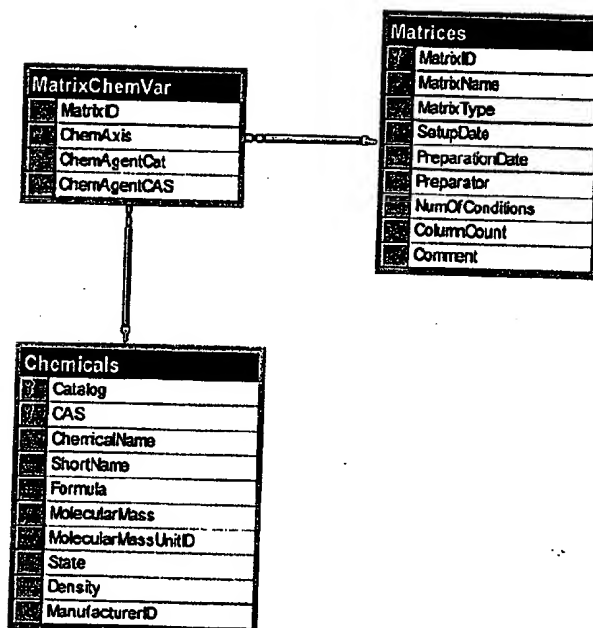 Matrices
MatrixID
MatrixName
MatrixType
SetupDate
PreparationDate
Preparator
NumOfConditions
ColumnCount
Comment
MatrixChemVar
MatrixID
ChemAxis
ChemAgentCat
ChemAgentCAS
Chemicals
Catalog
CAS
ChemicalName
ShortName
Formula
MolecularMass
MolecularMassUnitID
State
Density
ManufacturerID